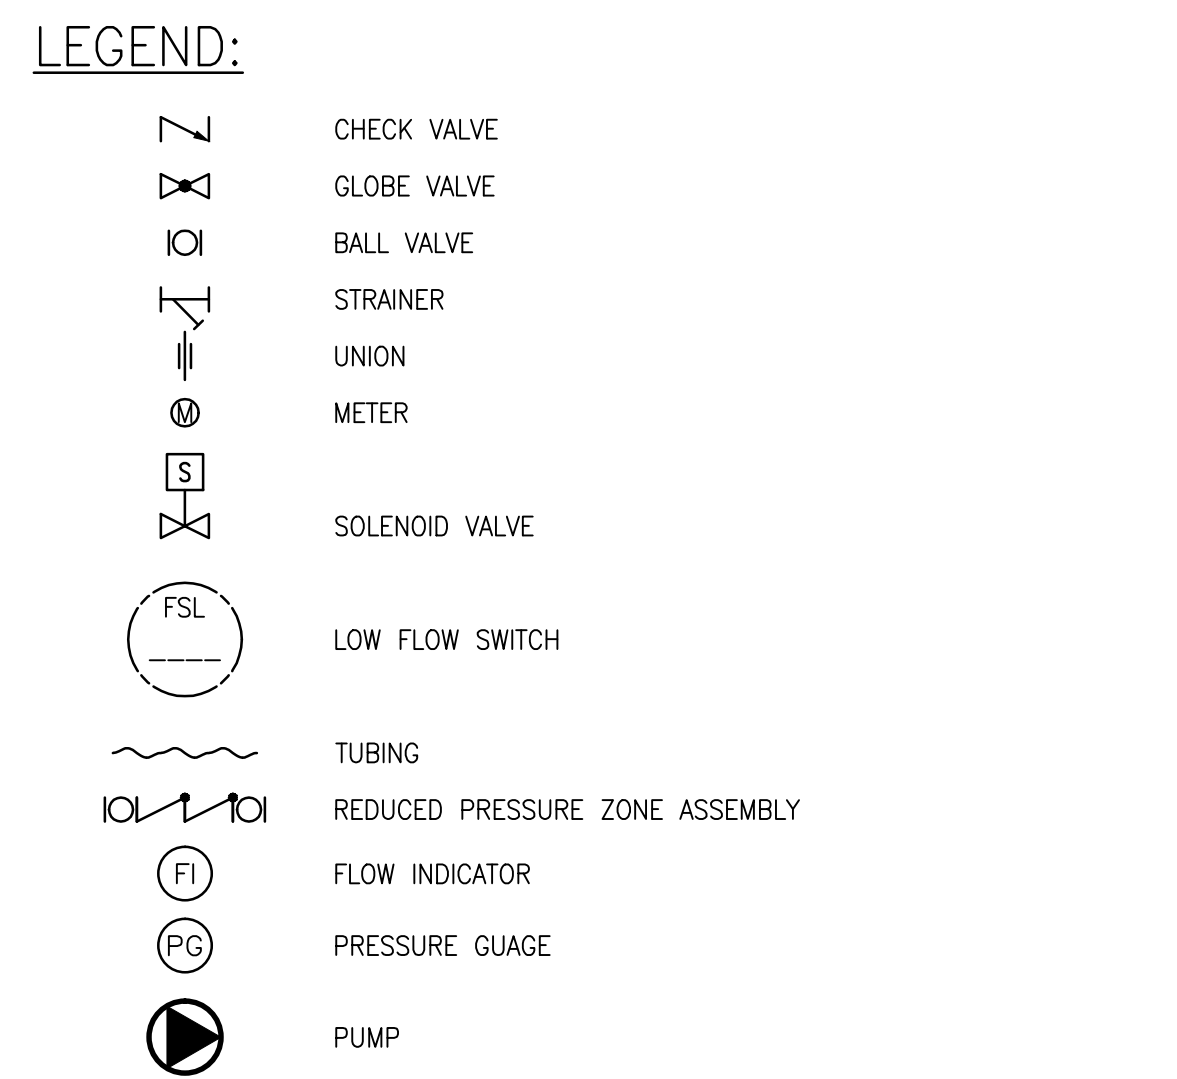 LEGEND:
CHECK VALVE
GLOBE VALVE
BALL VALVE
STRAINER
UNION
M METER
S
SOLENOID VALVE
FSL
LOW FLOW SWITCH
TUBING
REDUCED PRESSURE ZONE ASSEMBLY
FI FLOW INDICATOR
PG PRESSURE GUAGE
PUMP